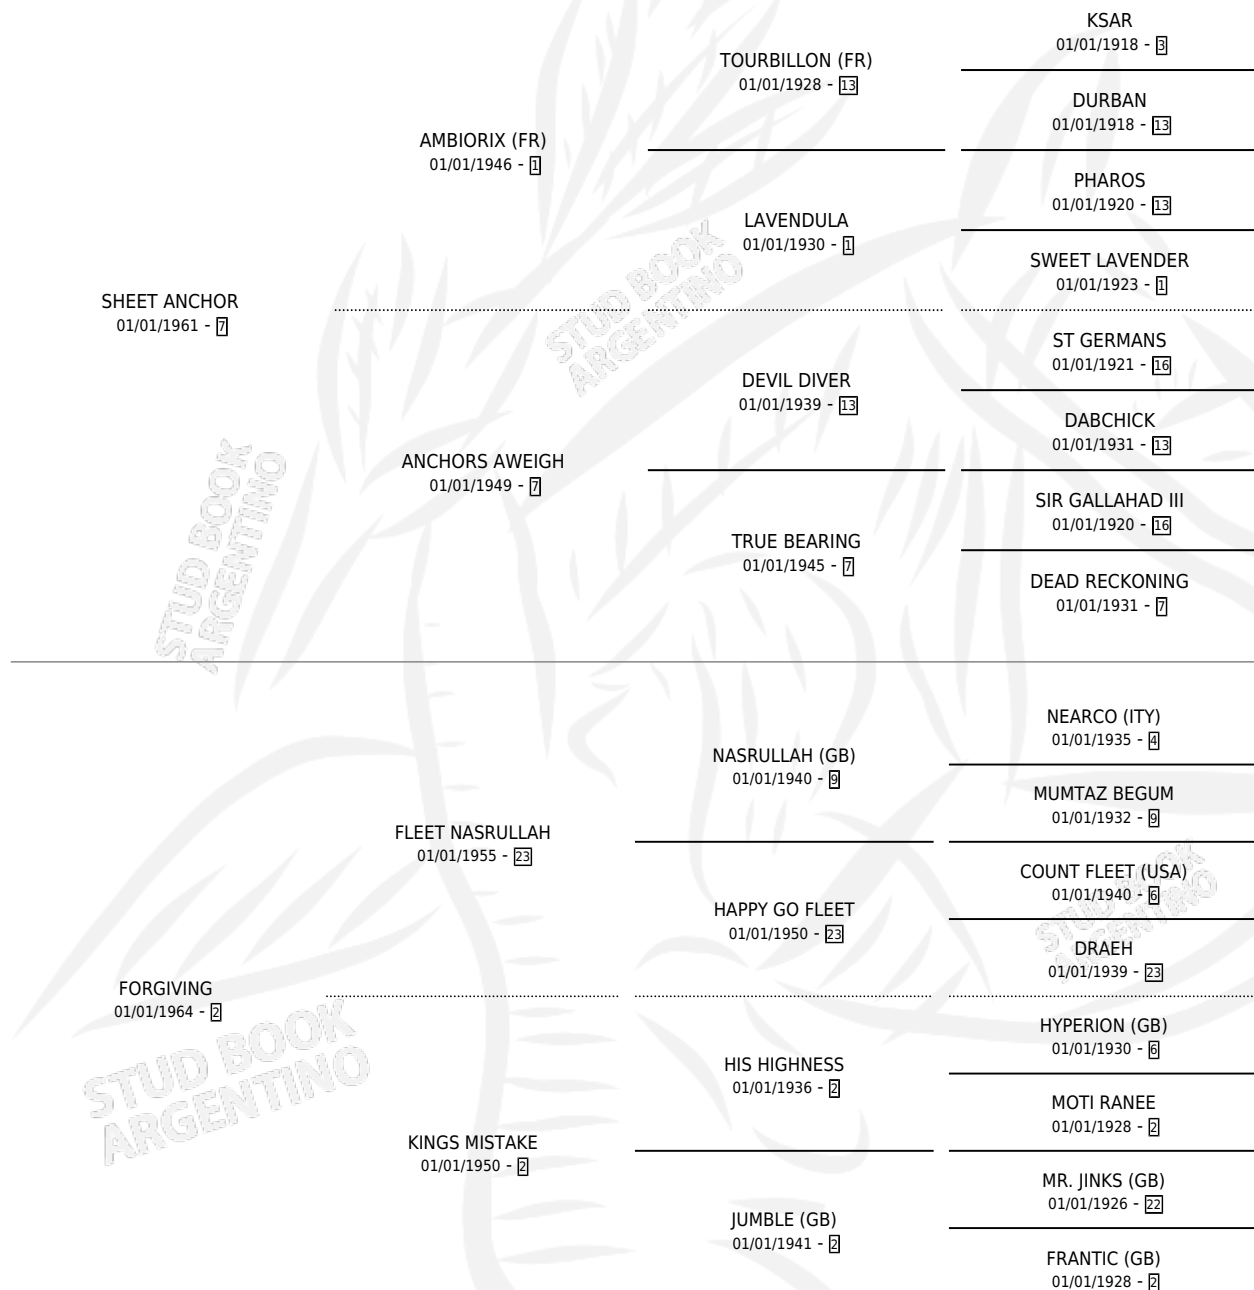 KSAR
01/01/1918 - 3
TOURBILLON (FR)
01/01/1928 - 13
DURBAN
01/01/1918 - 13
AMBIORIX (FR)
01/01/1946 - 1
PHAROS
01/01/1920 - 13
LAVENDULA
01/01/1930 - 1
SWEET LAVENDER
01/01/1923 - 1
SHEET ANCHOR
01/01/1961 - 7
STUD BOOK
ARGENTINO
ST GERMANS
01/01/1921 - 16
DEVIL DIVER
01/01/1939 - 13
DABCHICK
01/01/1931 - 13
ANCHORS AWEIGH
01/01/1949 - 7
SIR GALLAHAD III
01/01/1920 - 16
TRUE BEARING
01/01/1945 - 7
DEAD RECKONING
01/01/1931 - 7
STUD BOOK
ARGENTINO
NEARCO (ITY)
01/01/1935 - 4
NASRULLAH (GB)
01/01/1940 - 9
MUMTAZ BEGUM
01/01/1932 - 9
FLEET NASRULLAH
01/01/1955 - 23
COUNT FLEET (USA)
01/01/1940 - 6
HAPPY GO FLEET
01/01/1950 - 23
DRAEH
01/01/1939 - 23
STUD BOOK
ARGENTINO
FORGIVING
01/01/1964 - 2
HYPERION (GB)
01/01/1930 - 6
HIS HIGHNESS
01/01/1936 - 2
MOTI RANEE
01/01/1928 - 2
STUD BOOK
ARGENTINO
KINGS MISTAKE
01/01/1950 - 2
MR. JINKS (GB)
01/01/1926 - 22
JUMBLE (GB)
01/01/1941 - 2
FRANTIC (GB)
01/01/1928 - 2